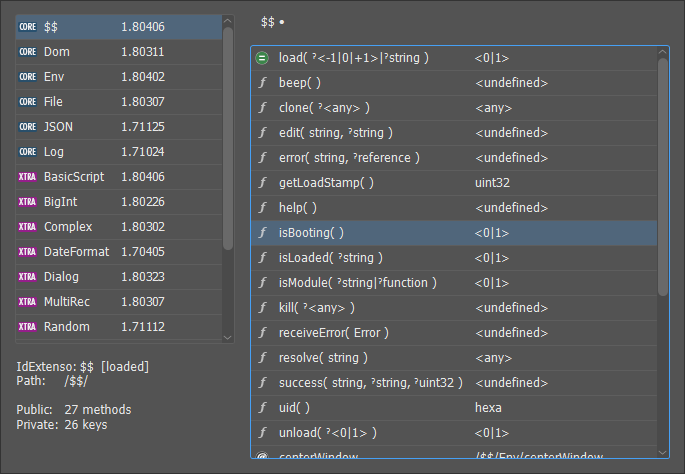 CORE $$ 1.80406
CORE Dom 1.80311
CORE Env 1.80402
CORE File 1.80307
CORE JSON 1.71125
CORE Log 1.71024
XTRA BasicScript 1.80406
XTRA BigInt 1.80226
XTRA Complex 1.80302
XTRA DateFormat 1.70405
XTRA Dialog 1.80323
XTRA MultiRec 1.80307
XTRA Random 1.71112
IdExtenso: $$ [loaded]
Path: /$$/
Public: 27 methods
Private: 26 keys
$$ •
= load( ?<-1|0|+1>|?string ) <0|1>
ƒ beep( ) <undefined>
ƒ clone( ?<any> ) <any>
ƒ edit( string, ?string ) <undefined>
ƒ error( string, ?reference ) <undefined>
ƒ getLoadStamp( ) uint32
ƒ help( ) <undefined>
ƒ isBooting( ) <0|1>
ƒ isLoaded( ?string ) <0|1>
ƒ isModule( ?string|?function ) <0|1>
ƒ kill( ?<any> ) <undefined>
ƒ receiveError( Error ) <undefined>
ƒ resolve( string ) <any>
ƒ success( string, ?string, ?uint32 ) <undefined>
ƒ uid( ) hexa
ƒ unload( ?<0|1> ) <0|1>
@ centerWindow /$$/Env/centerWindow